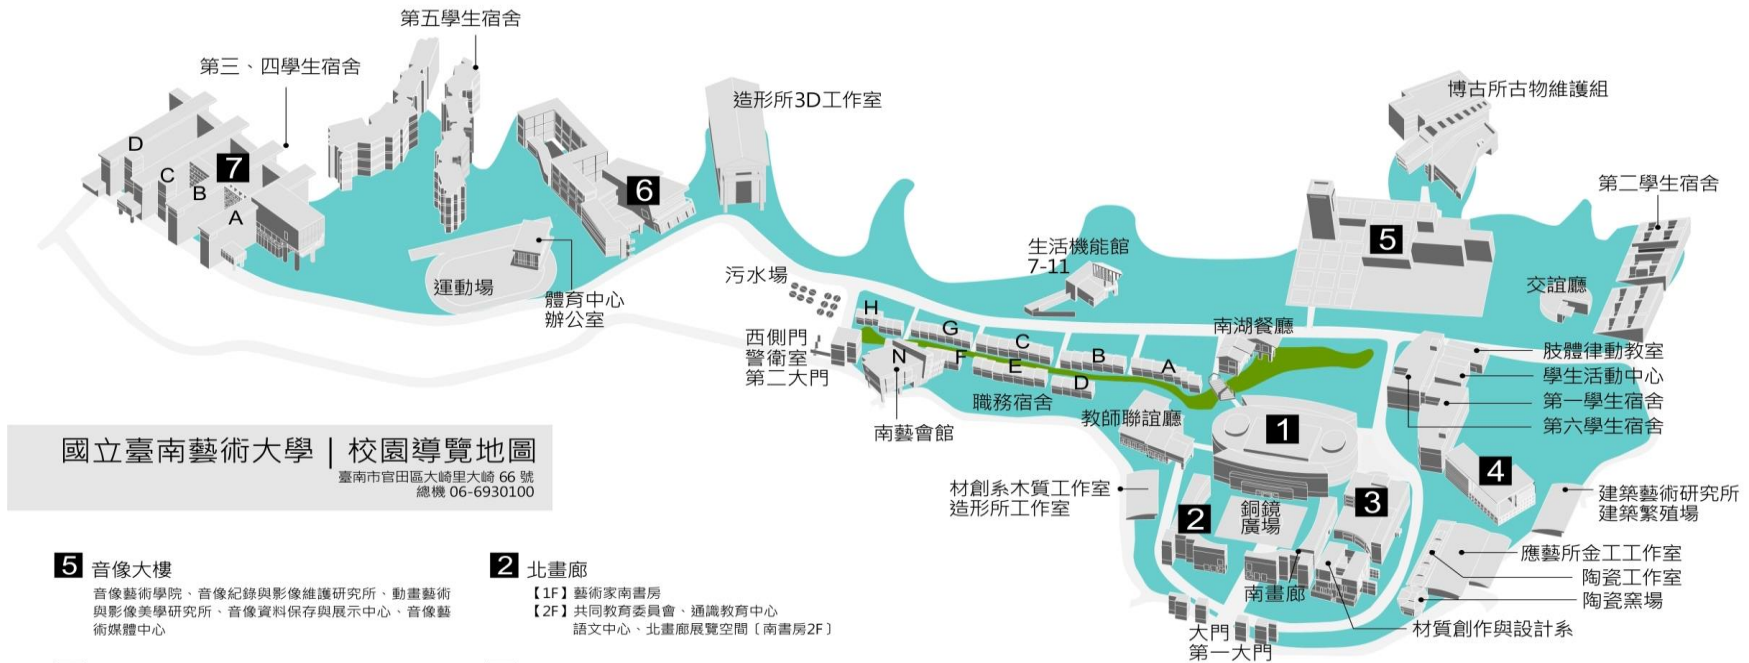 第五學生宿舍
第三、四學生宿舍
造形所3D工作室
博古所古物維護組
第二學生宿舍
D
C
B
A
7
6
5
生活機能館
7-11
交誼廳
運動場
體育中心
辦公室
污水場
西側門
警衛室
第二大門
H
G
C
B
A
N
F
E
D
南湖餐廳
職務宿舍
南藝會館
教師聯誼廳
肢體律動教室
學生活動中心
第一學生宿舍
第六學生宿舍
1
2
3
4
國立臺南藝術大學 | 校園導覽地圖
臺南市官田區大崎里大崎 66 號
總機 06-6930100
材創系木質工作室
造形所工作室
銅鏡
廣場
南畫廊
建築藝術研究所
建築繁殖場
應藝所金工工作室
陶瓷工作室
陶瓷窯場
材質創作與設計系
大門
第一大門
5 音像大樓
音像藝術學院、音像紀錄與影像維護研究所、動畫藝術
與影像美學研究所、音像資料保存與展示中心、音像藝
術媒體中心
2 北畫廊
【1F】藝術家南書房
【2F】共同教育委員會、通識教育中心
語文中心、北畫廊展覽空間〔南書房2F〕